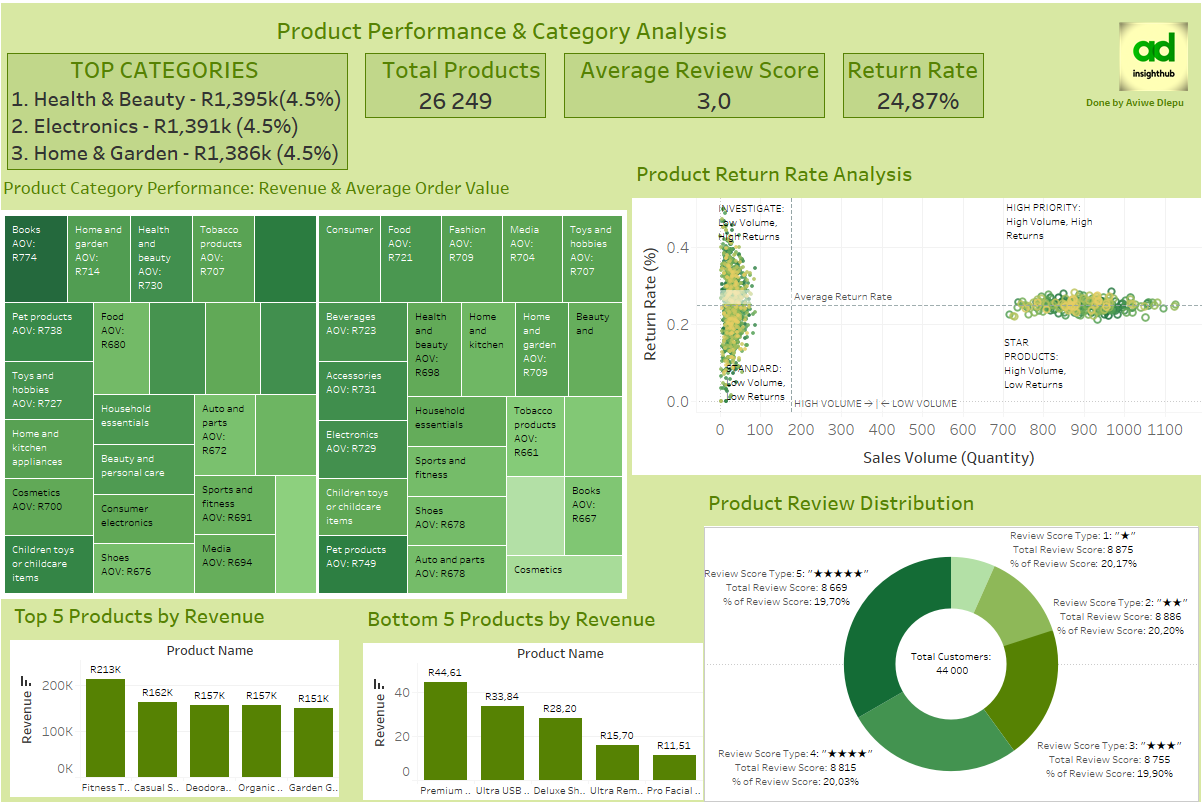 Product Performance & Category Analysis
ad
insighthub
Done by Aviwe Dlepu
TOP CATEGORIES
1. Health & Beauty - R1,395k(4.5%)
2. Electronics - R1,391k (4.5%)
3. Home & Garden - R1,386k (4.5%)
Total Products
26 249
Average Review Score
3,0
Return Rate
24,87%
Product Category Performance: Revenue & Average Order Value
Books
AOV:
R774
Home and
garden
AOV:
R714
Health
and
beauty
AOV:
R730
Tobacco
products
AOV:
R707
Consumer
Food
AOV:
R721
Fashion
AOV:
R709
Media
AOV:
R704
Toys and
hobbies
AOV:
R707
Pet products
AOV: R738
Food
AOV:
R680
Toys and
hobbies
AOV: R727
Home and
kitchen
appliances
Cosmetics
AOV: R700
Children toys
or childcare
items
Household
essentials
Beauty and
personal care
Consumer
electronics
Shoes
AOV: R676
Auto and
parts
AOV:
R672
Sports and
fitness
AOV: R691
Media
AOV: R694
Beverages
AOV: R723
Accessories
AOV: R731
Electronics
AOV: R729
Children toys
or childcare
items
Pet products
AOV: R749
Health
and
beauty
AOV:
R698
Home
and
kitchen
Home
and
garden
AOV:
R709
Beauty
and
Household
essentials
Sports and
fitness
Shoes
AOV: R678
Auto and parts
AOV: R678
Tobacco
products
AOV:
R661
Books
AOV:
R667
Cosmetics
Product Return Rate Analysis
INVESTIGATE:
Low Volume,
High Returns
HIGH PRIORITY:
High Volume, High
Returns
Average Return Rate
STANDARD:
Low Volume,
Low Returns
STAR
PRODUCTS:
High Volume,
Low Returns
HIGH VOLUME → | ← LOW VOLUME
Return Rate (%)
0.4
0.2
0.0
0 100 200 300 400 500 600 700 800 900 1000 1100
Sales Volume (Quantity)
Top 5 Products by Revenue
Product Name
Revenue
200K
100K
0K
R213K R162K R157K R157K R151K
Fitness T.. Casual S.. Deodora.. Organic .. Garden G..
Bottom 5 Products by Revenue
Product Name
Revenue
40
20
0
R44,61 R33,84 R28,20 R15,70 R11,51
Premium .. Ultra USB .. Deluxe Sh.. Ultra Rem.. Pro Facial ..
Product Review Distribution
Review Score Type: 1: "★"
Total Review Score: 8 875
% of Review Score: 20,17%
Review Score Type: 5: "★★★★★"
Total Review Score: 8 669
% of Review Score: 19,70%
Review Score Type: 2: "★★"
Total Review Score: 8 886
% of Review Score: 20,20%
Total Customers:
44 000
Review Score Type: 4: "★★★★"
Total Review Score: 8 815
% of Review Score: 20,03%
Review Score Type: 3: "★★★"
Total Review Score: 8 755
% of Review Score: 19,90%